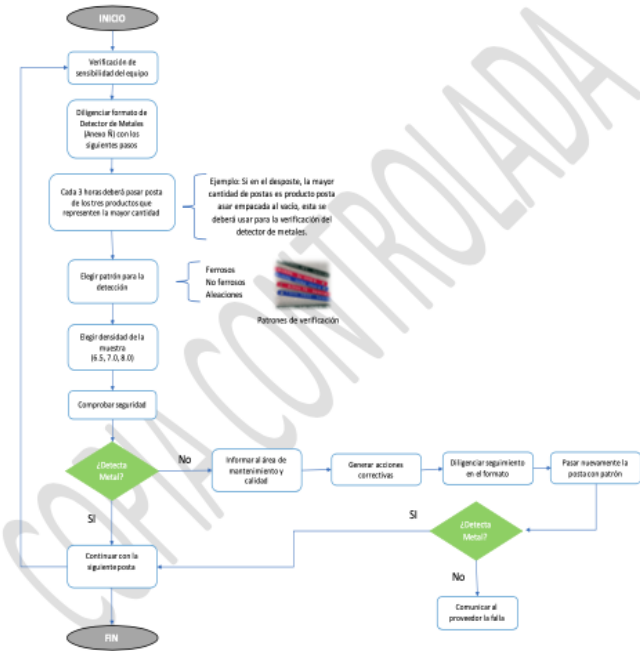 INICIO
Verificación de
sensibilidad del equipo
Diligenciar formato de
Detector de Metales
(Anexo Ñ) con los
siguientes pasos
Cada 3 horas deberá pasar posta
de los tres productos que
representen la mayor cantidad
Ejemplo: Si en el desposte, la mayor
cantidad de postas es producto posta
asar empacada al vacío, esta se
deberá usar para la verificación del
detector de metales.
Elegir patrón para la
detección
Ferrosos
No ferrosos
Aleaciones
Patrones de verificación
Elegir densidad de la
muestra
(6.5, 7.0, 8.0)
Comprobar seguridad
¿Detecta
Metal?
No
Informar al área de
mantenimiento y
calidad
Generar acciones
correctivas
Diligenciar seguimiento
en el formato
Pasar nuevamente la
posta con patrón
SI
SI
¿Detecta
Metal?
Continuar con la
siguiente posta
No
Comunicar al
proveedor la falla
FIN
COPIA CONTROLADA